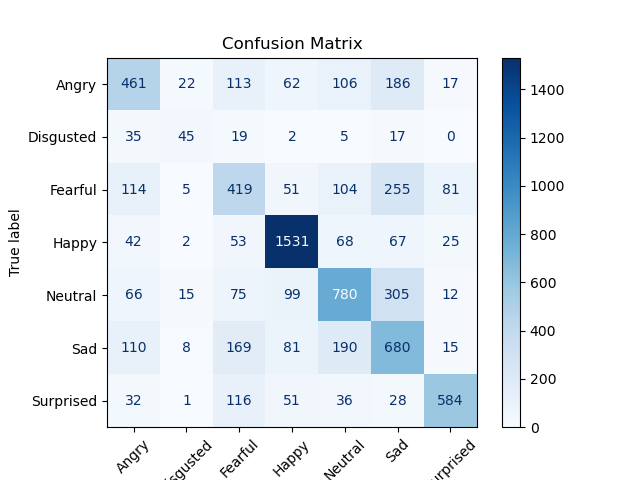 Confusion Matrix
Angry 461 22 113 62 106 186 17
Disgusted 35 45 19 2 5 17 0
Fearful 114 5 419 51 104 255 81
Happy 42 2 53 1531 68 67 25
Neutral 66 15 75 99 780 305 12
Sad 110 8 169 81 190 680 15
Surprised 32 1 116 51 36 28 584
True label
Angry sgusted Fearful Happy Neutral Sad urprised
1400
1200
1000
800
600
400
200
0